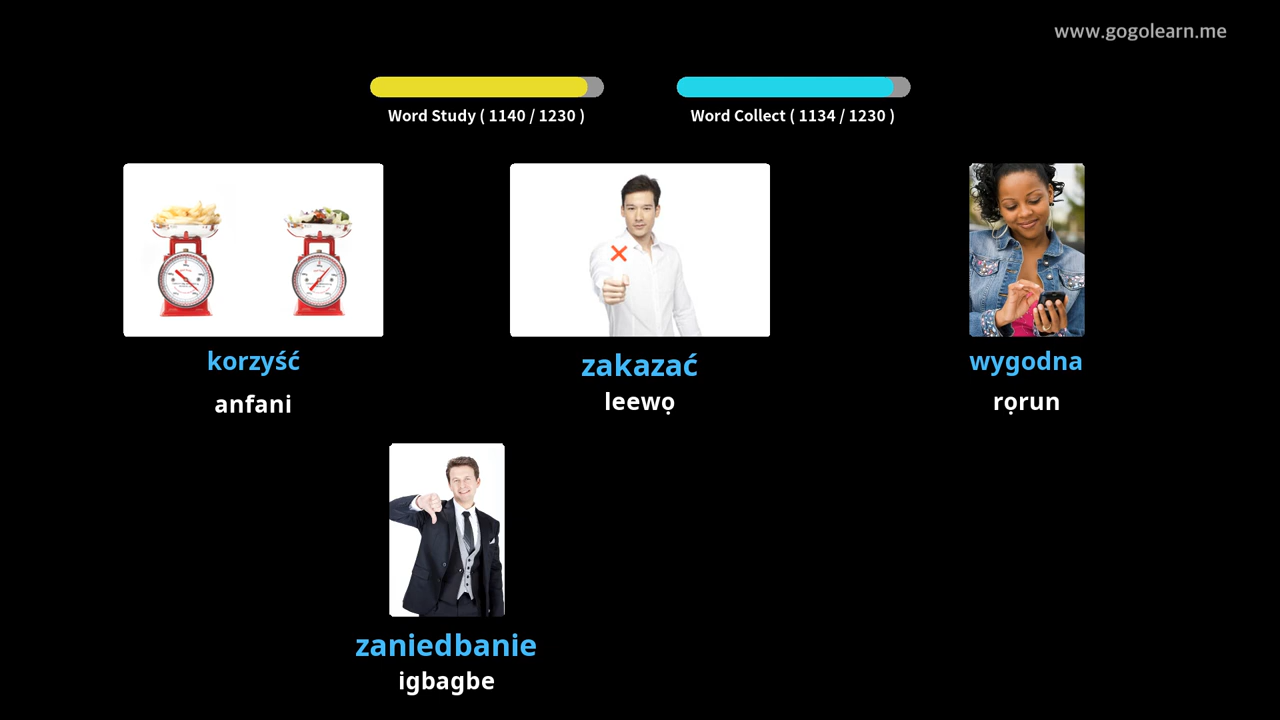 www.gogolearn.me
Word Study ( 1140 / 1230 )
Word Collect ( 1134 / 1230 )
korzyść
anfani
zakazać
leewọ
wygodna
rọrun
zaniedbanie
igbagbe